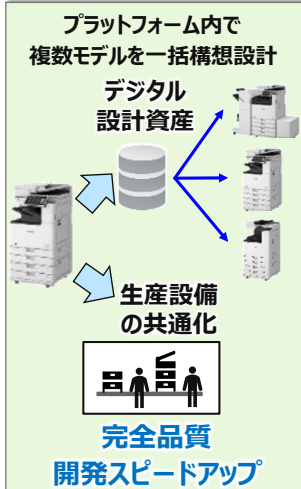 プラットフォーム内で
複数モデルを一括構想設計
デジタル
設計資産
生産設備
の共通化
完全品質
開発スピードアップ